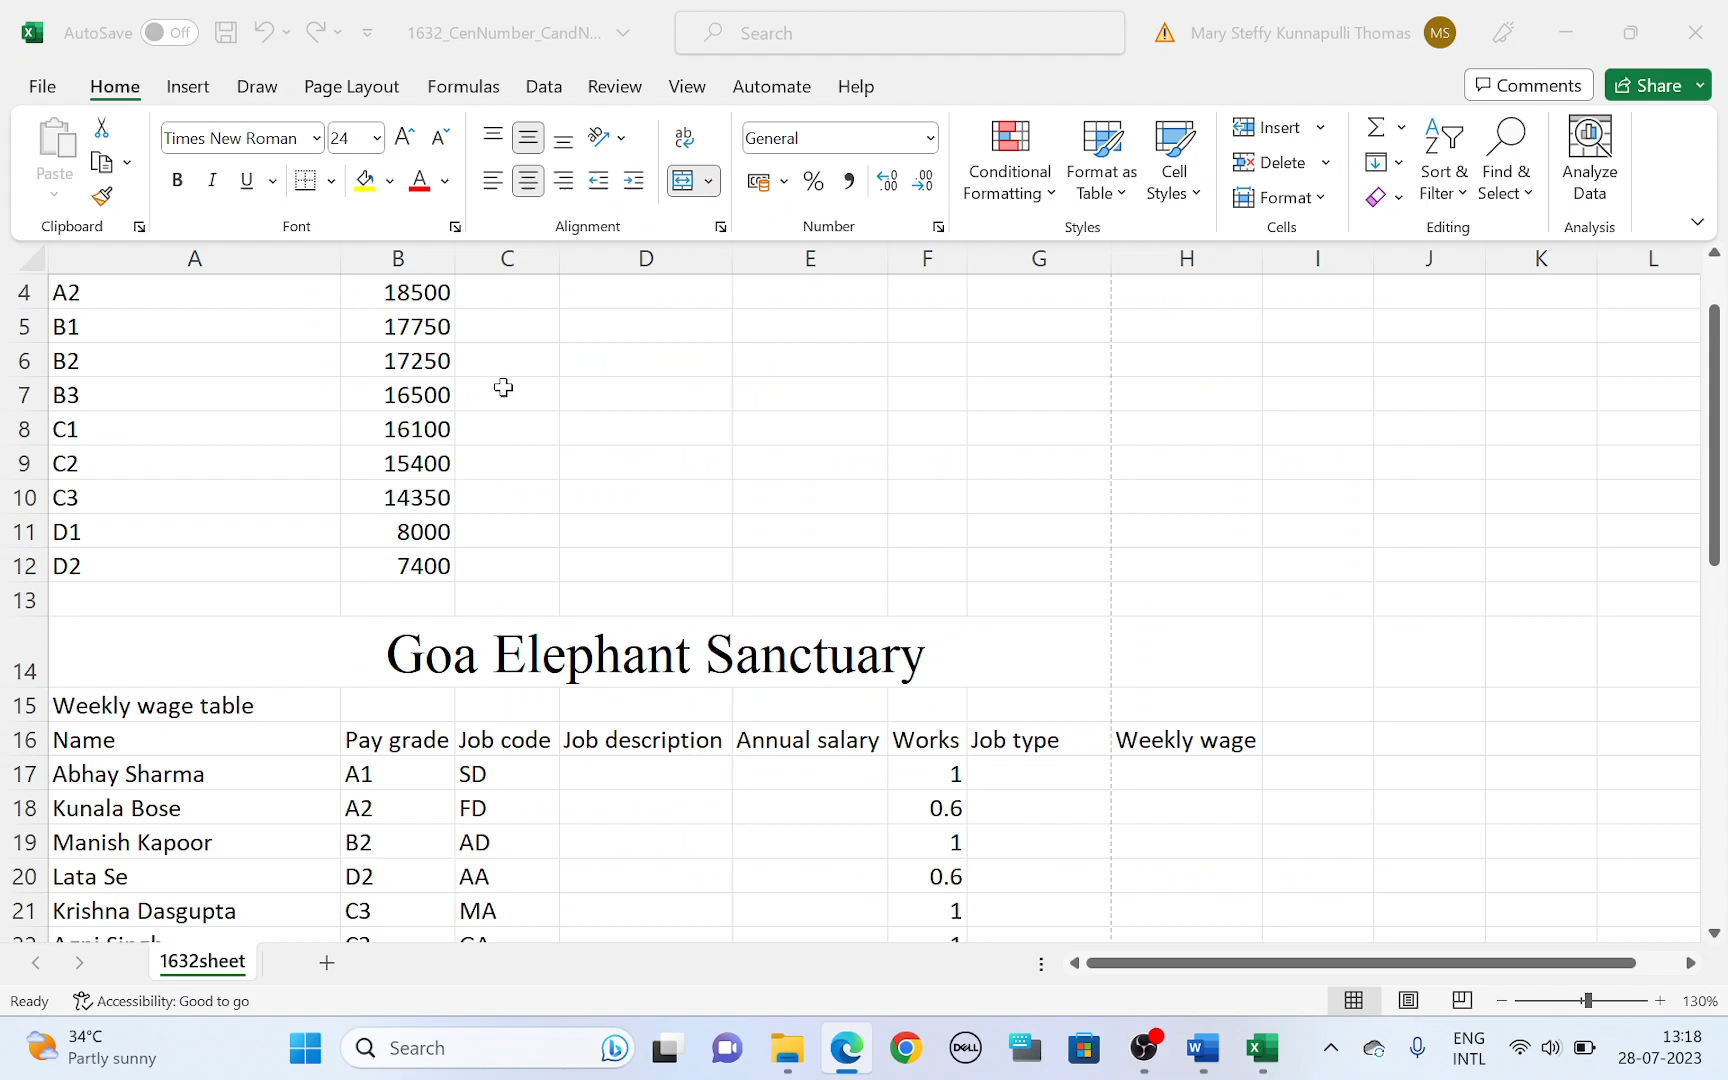 AutoSave Off 1632_CenNumber_CandN... Search Mary Steffy Kunnapulli Thomas MS
File Home Insert Draw Page Layout Formulas Data Review View Automate Help Comments Share
Paste Times New Roman 24 General
Conditional Formatting Format as Table Cell Styles
Insert Delete Format
Sort & Filter Find & Select Analyze Data
Clipboard Font Alignment Number Styles Cells Editing Analysis
A B C D E F G H I J K L
4 A2 18500
5 B1 17750
6 B2 17250
7 B3 16500
8 C1 16100
9 C2 15400
10 C3 14350
11 D1 8000
12 D2 7400
13
14 Goa Elephant Sanctuary
15 Weekly wage table
16 Name Pay grade Job code Job description Annual salary Works Job type Weekly wage
17 Abhay Sharma A1 SD 1
18 Kunala Bose A2 FD 0.6
19 Manish Kapoor B2 AD 1
20 Lata Se D2 AA 0.6
21 Krishna Dasgupta C3 MA 1
1632sheet
Ready Accessibility: Good to go 130%
34°C
Partly sunny
Search
DELL
ENG
INTL
13:18
28-07-2023